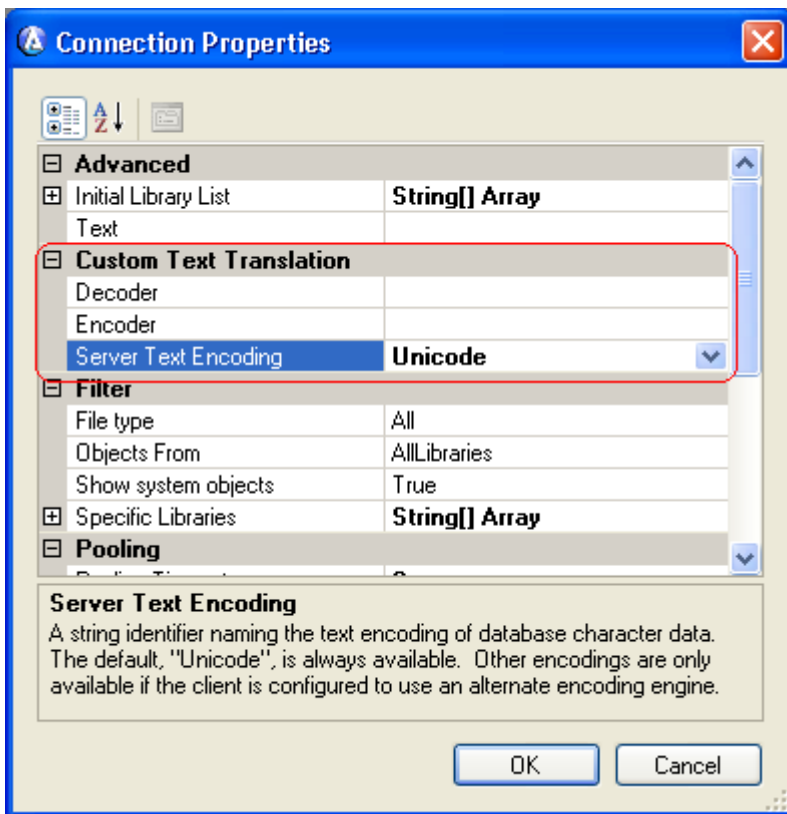 Connection Properties
Advanced
Initial Library List String[] Array
Text
Custom Text Translation
Decoder
Encoder
Server Text Encoding Unicode
Filter
File type All
Objects From AllLibraries
Show system objects True
Specific Libraries String[] Array
Pooling
Server Text Encoding
A string identifier naming the text encoding of database character data.
The default, "Unicode", is always available. Other encodings are only
available if the client is configured to use an alternate encoding engine.
OK Cancel